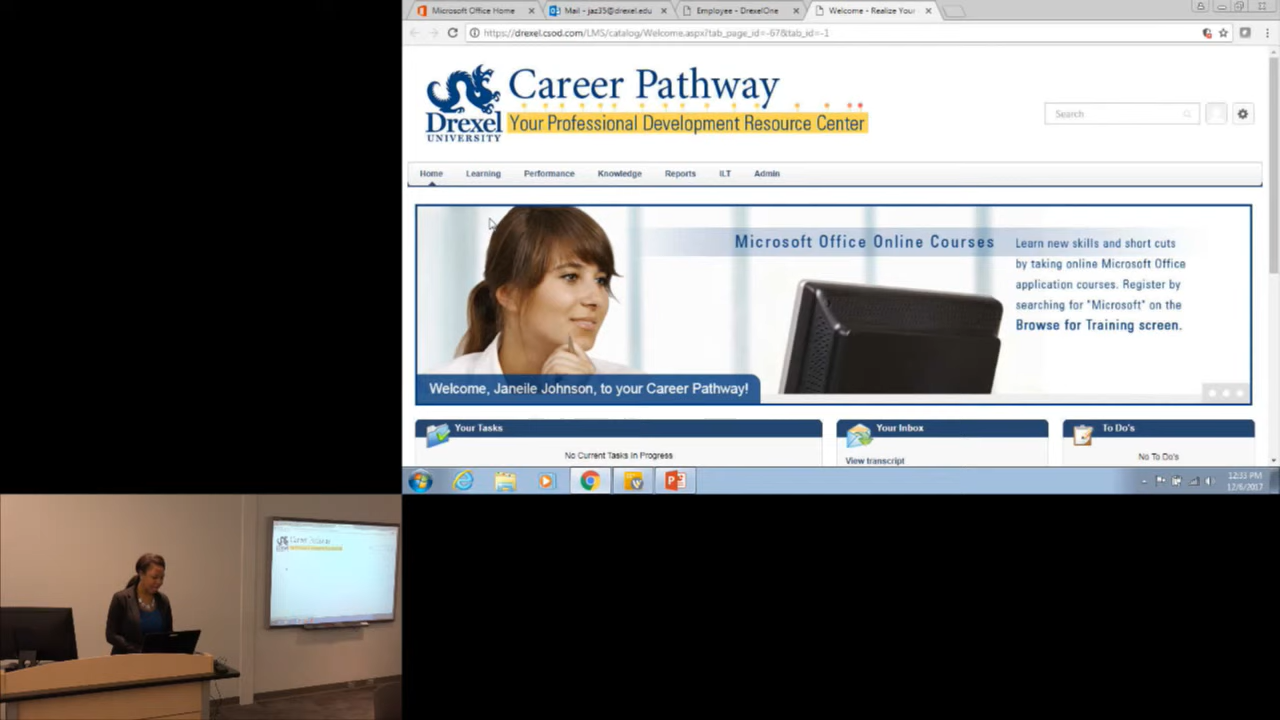 Microsoft Office Home
Mail - jaz35@drexel.edu
Employee - DrexelOne
Welcome - Realize Your
https://drexel.csod.com/LMS/catalog/Welcome.aspx?tab_page_id=-67&tab_id=-1
Career Pathway
Your Professional Development Resource Center
Drexel
UNIVERSITY
Search
Home Learning Performance Knowledge Reports ILT Admin
Microsoft Office Online Courses
Learn new skills and short cuts
by taking online Microsoft Office
application courses. Register by
searching for "Microsoft" on the
Browse for Training screen.
Welcome, Janeile Johnson, to your Career Pathway!
Your Tasks
No Current Tasks in Progress
Your Inbox
View transcript
To Do's
No To Do's
12:33 PM
12/6/2017
Career Pathway